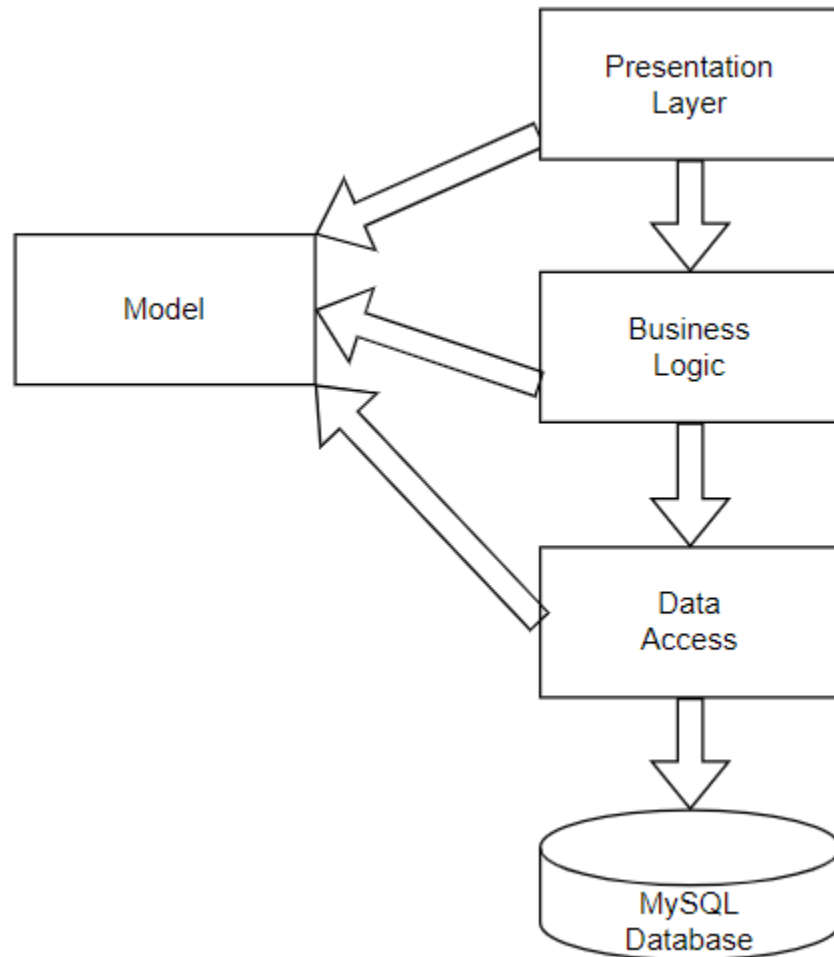 Presentation
Layer
Model
Business
Logic
Data
Access
MySQL
Database